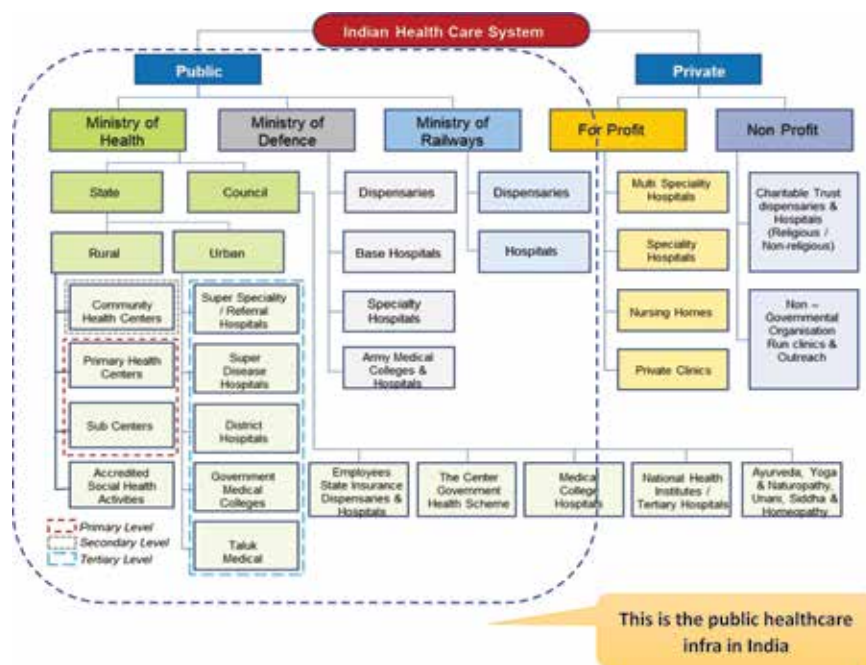 Indian Health Care System
Public
Private
Ministry of
Health
Ministry of
Defence
Ministry of
Railways
For Profit
Non Profit
State
Council
Dispensaries
Dispensaries
Multi Speciality
Hospitals
Charitable Trust
dispensaries &
Hospitals
(Religious /
Non-religious)
Rural
Urban
Base Hospitals
Hospitals
Speciality
Hospitals
Community
Health Centers
Super Speciality
/ Referral
Hospitals
Specialty
Hospitals
Nursing Homes
Non –
Governmental
Organisation
Run clinics &
Outreach
Primary Health
Centers
Super
Disease
Hospitals
Army Medical
Colleges &
Hospitals
Private Clinics
Sub Centers
District
Hospitals
Accredited
Social Health
Activities
Government
Medical
Colleges
Employees
State Insurance
Dispensaries &
Hospitals
The Center
Government
Health Scheme
Medical
College
Hospitals
National Health
Institutes /
Tertiary Hospitals
Ayurveda, Yoga
& Naturopathy,
Unani, Siddha &
Homeopathy
Taluk
Medical
Primary Level
Secondary Level
Tertiary Level
This is the public healthcare
infra in India